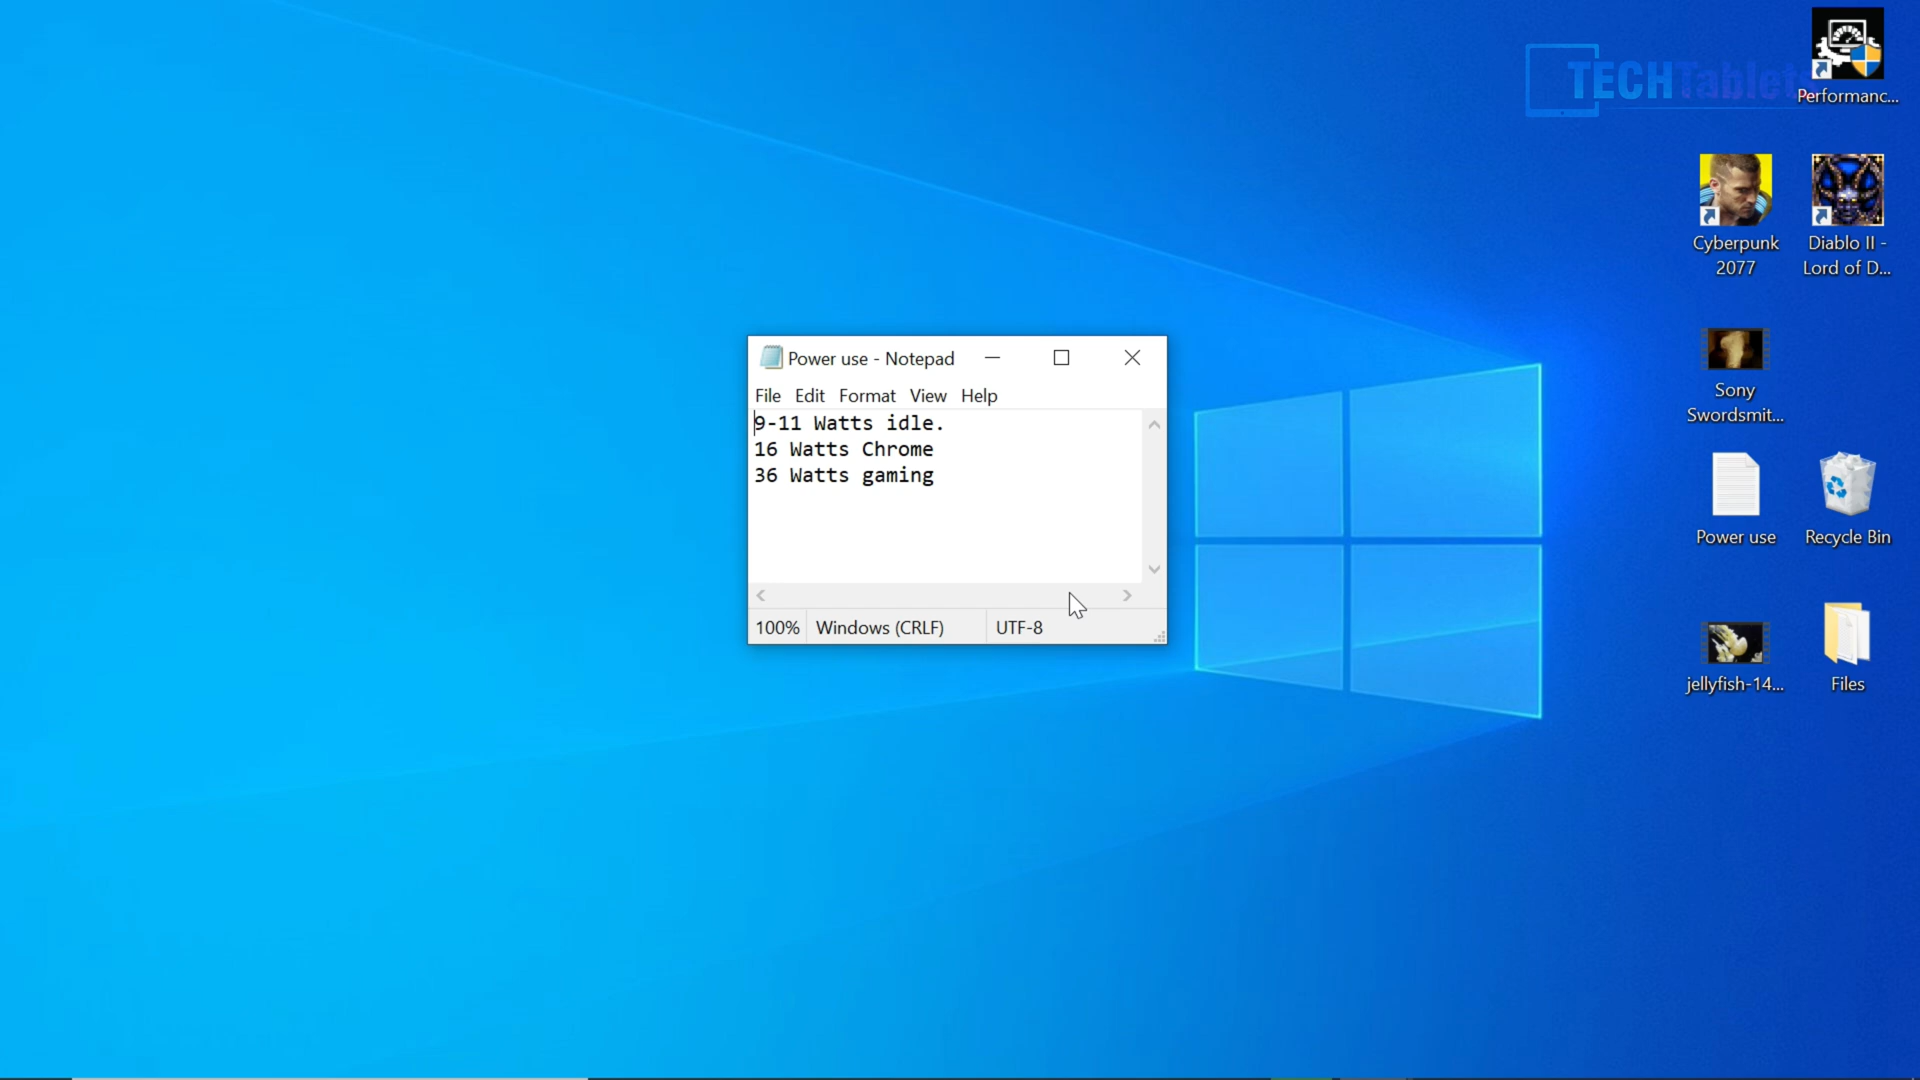 TECHTablets
Performanc...
Cyberpunk
2077
Diablo II -
Lord of D...
Sony
Swordsmit...
Power use - Notepad
File Edit Format View Help
9-11 Watts idle.
16 Watts Chrome
36 Watts gaming
100% Windows (CRLF) UTF-8
Power use
Recycle Bin
jellyfish-14...
Files